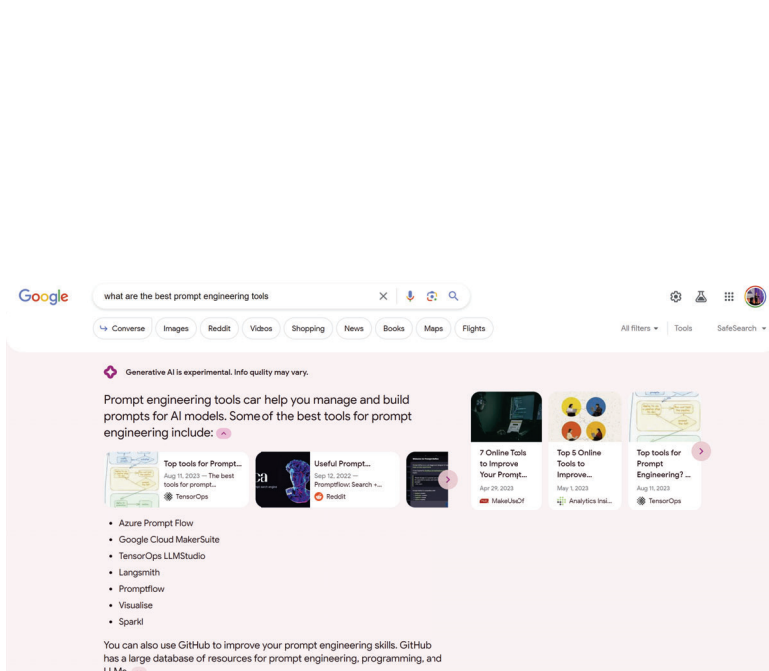 Google
what are the best prompt engineering tools
Converse
Images
Reddit
Videos
Shopping
News
Books
Maps
Flights
All filters
Tools
SafeSearch
Generative AI is experimental. Info qulity may vary.
Prompt engineering tools car help you manage and build
prompts for AI models. Some of the best tools for prompt
engineering include:
Top tools for Prompt...
Aug 11, 2023 — The best
tools for prompt...
TensorOps
Useful Prompt...
Sep 12, 2022 —
Promptflow: Search +...
Reddit
7 Online Tools
to Improve
Your Prompt...
Apr 29, 2023
MakeUseOf
Top 5 Online
Tools to
Improve...
May 1, 2023
Analytics Insi...
Top tools for
Prompt
Engineering? ...
Aug 11, 2023
TensorOps
• Azure Prompt Flow
• Google Cloud MakerSuite
• TensorOps LLMStudio
• Langsmith
• Promptflow
• Visualise
• Sparkl
You can also use GitHub to improve your prompt engineering skills. GitHub
has a large database of resources for prompt engineering, programming, and
LLMs.